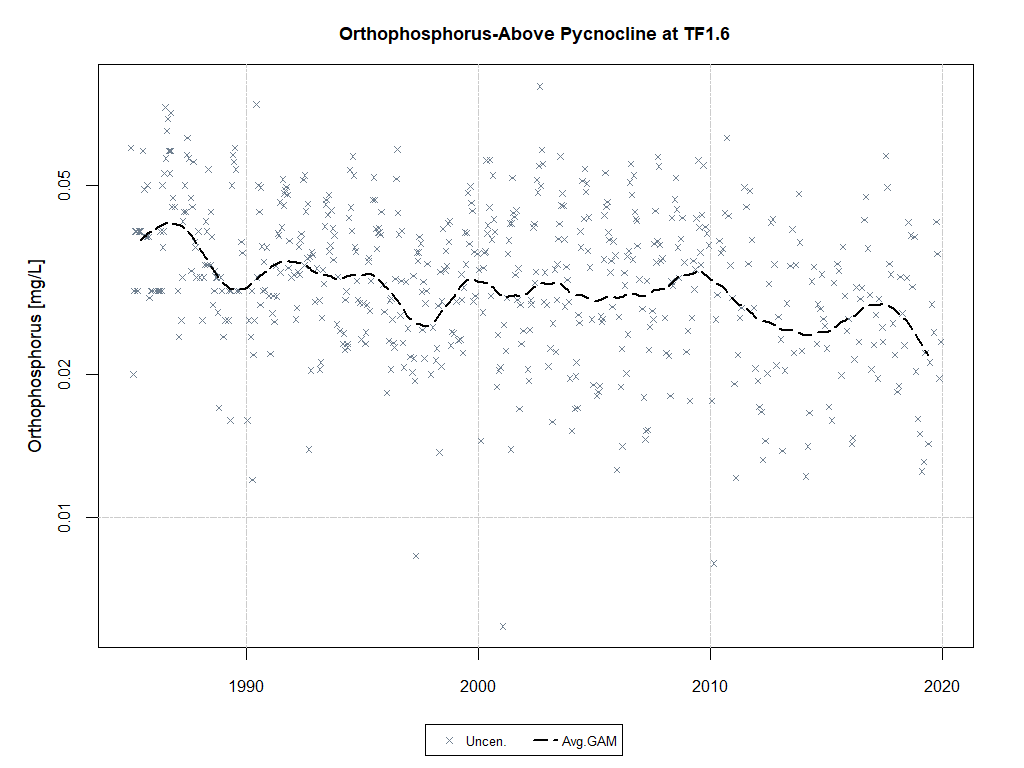 Orthophosphorus-Above Pycnocline at TF1.6
Orthophosphorus [mg/L]
0.05
0.02
0.01
1990 2000 2010 2020
Uncen. Avg.GAM